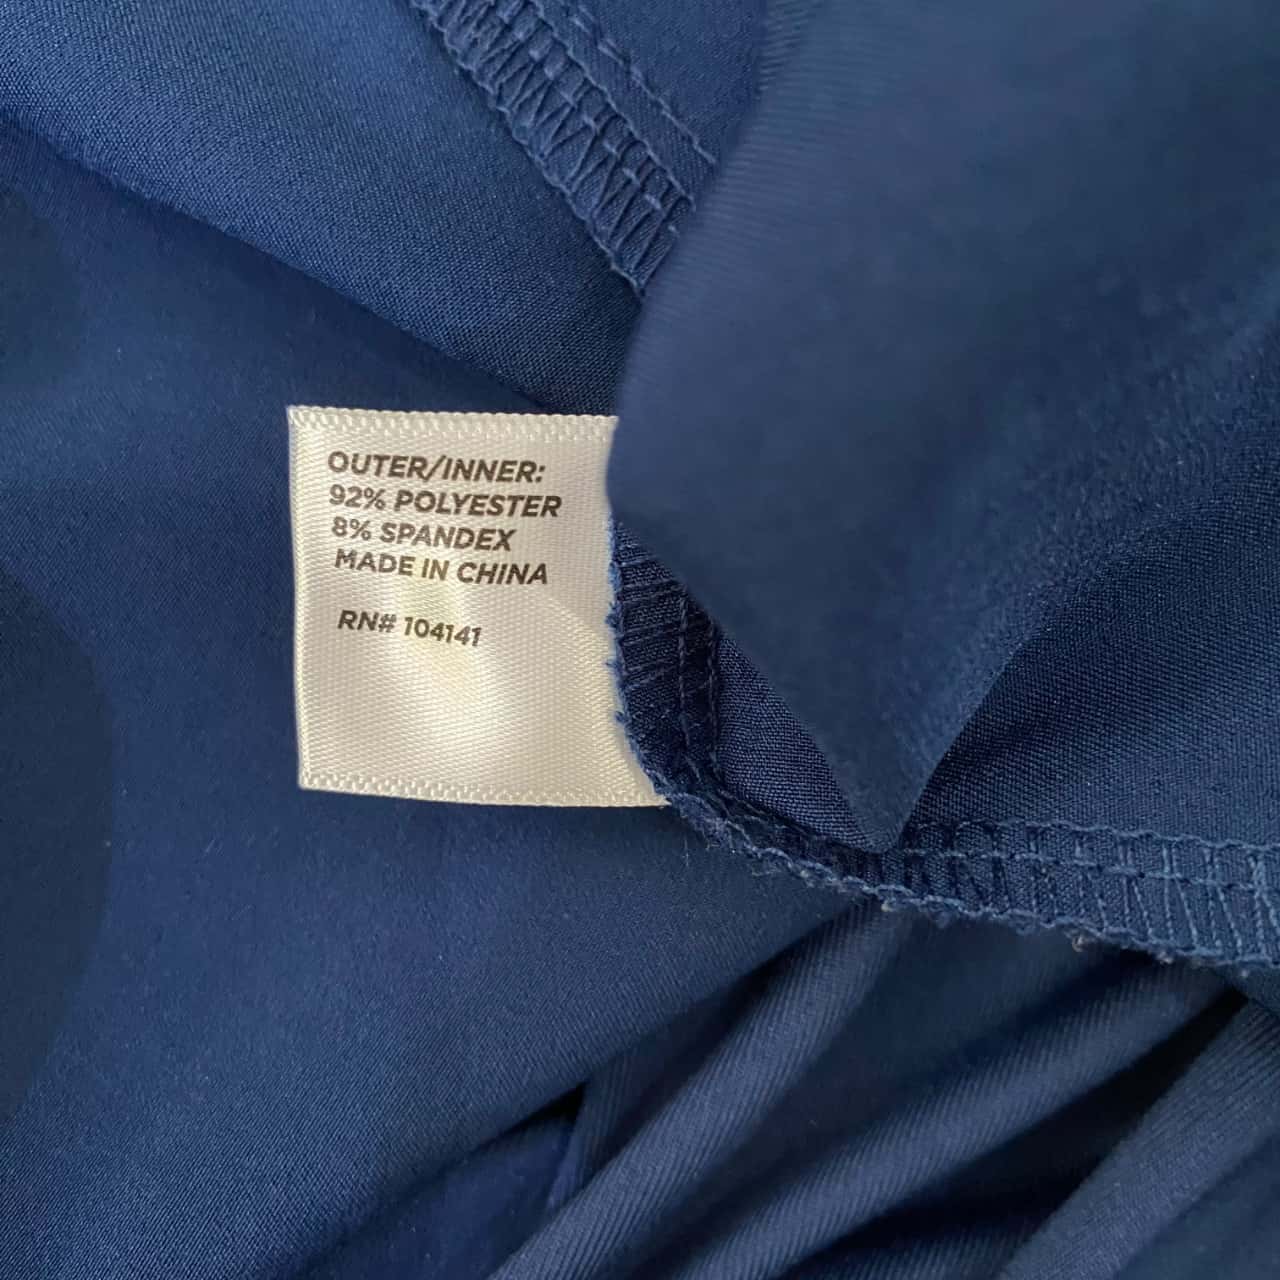 OUTER/INNER:
92% POLYESTER
8% SPANDEX
MADE IN CHINA
RN# 104141